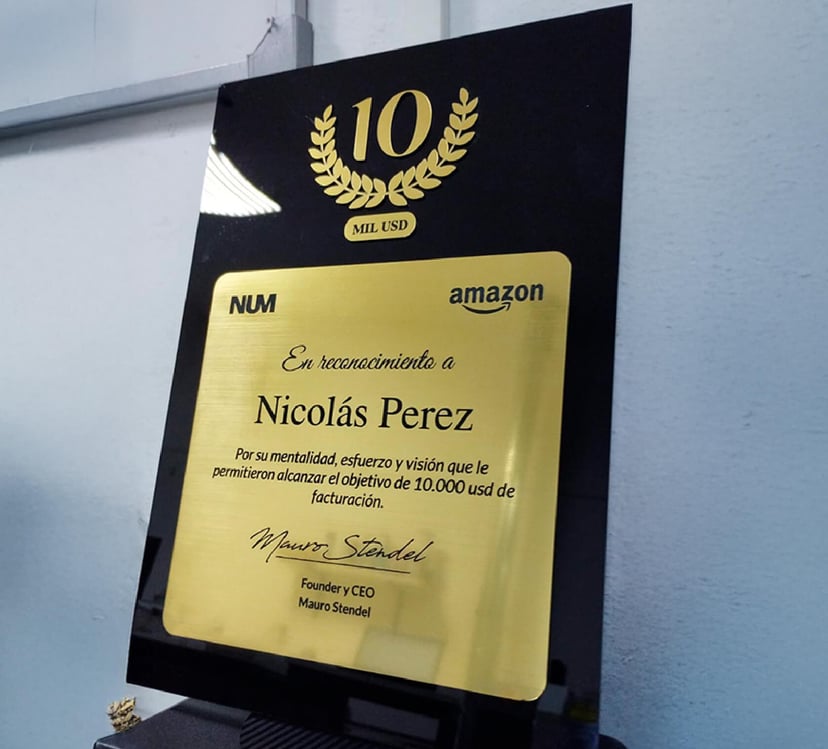 10
MIL USD
NUM amazon
En reconocimiento a
Nicolás Perez
Por su mentalidad, esfuerzo y visión que le
permitieron alcanzar el objetivo de 10.000 usd de
facturación.
Mauro Stendel
Founder y CEO
Mauro Stendel